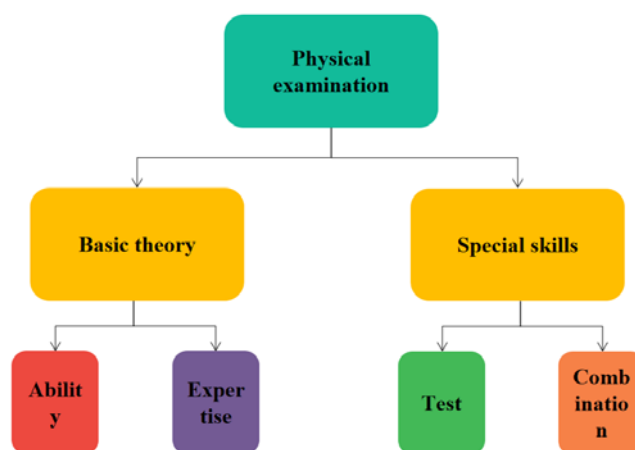 Physical
examination
Basic theory
Special skills
Abilit
y
Exper
tise
Test
Comb
inatio
n